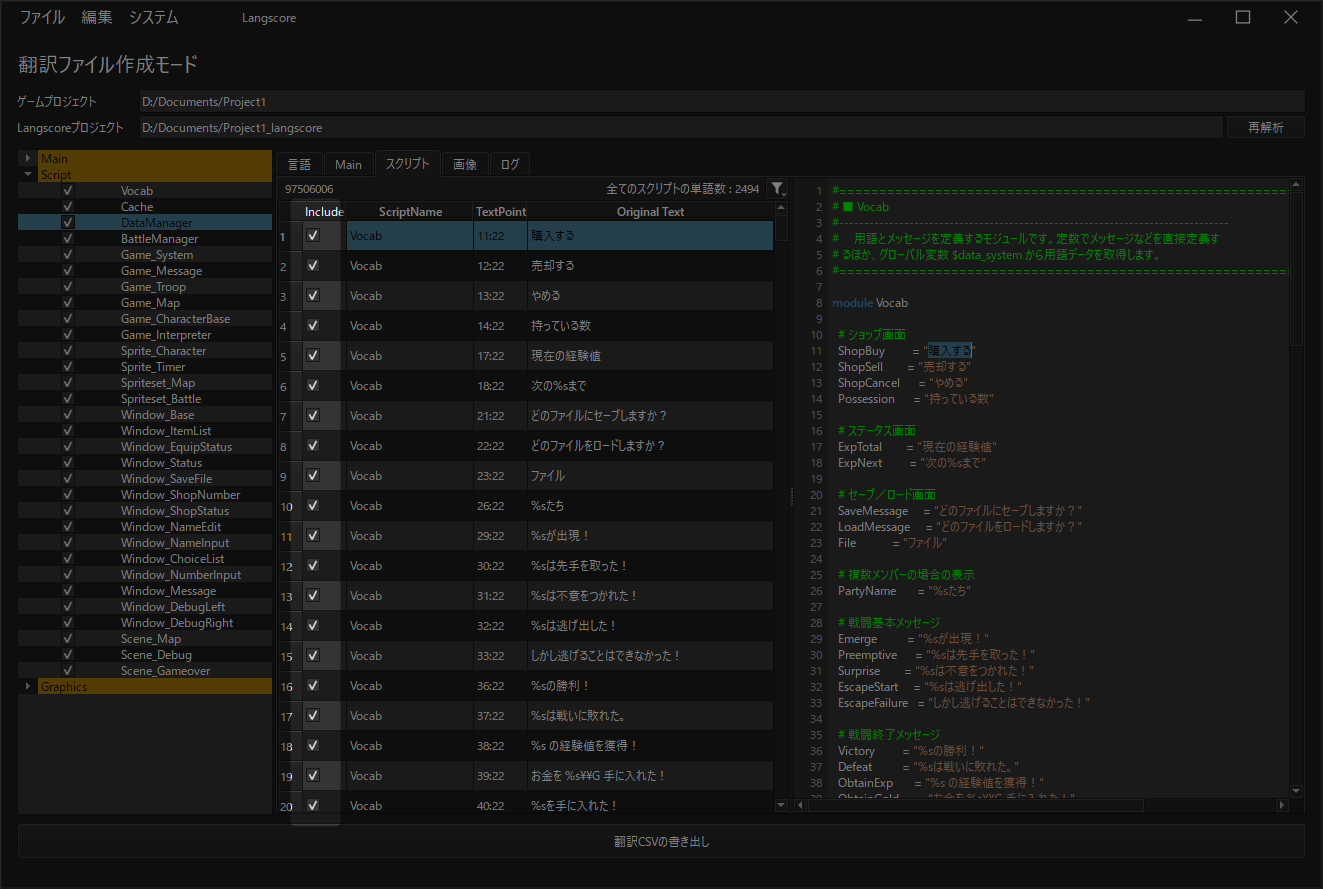 ファイル 編集 システム Langscore
翻訳ファイル作成モード
ゲームプロジェクト D:/Documents/Project1
Langscoreプロジェクト D:/Documents/Project1_langscore 再解析
Main
Script
Vocab
Cache
DataManager
BattleManager
Game_System
Game_Message
Game_Troop
Game_Map
Game_CharacterBase
Game_Interpreter
Sprite_Character
Sprite_Timer
Spriteset_Map
Spriteset_Battle
Window_Base
Window_ItemList
Window_EquipStatus
Window_Status
Window_SaveFile
Window_ShopNumber
Window_ShopStatus
Window_NameEdit
Window_NameInput
Window_ChoiceList
Window_NumberInput
Window_Message
Window_DebugLeft
Window_DebugRight
Scene_Map
Scene_Debug
Scene_Gameover
Graphics
言語 Main スクリプト 画像 ログ
97506006 全てのスクリプトの単語数 : 2494
Include ScriptName TextPoint Original Text
1 Vocab 11:22 購入する
2 Vocab 12:22 売却する
3 Vocab 13:22 やめる
4 Vocab 14:22 持っている数
5 Vocab 17:22 現在の経験値
6 Vocab 18:22 次の%sまで
7 Vocab 21:22 どのファイルにセーブしますか？
8 Vocab 22:22 どのファイルをロードしますか？
9 Vocab 23:22 ファイル
10 Vocab 26:22 %sたち
11 Vocab 29:22 %sが出現！
12 Vocab 30:22 %sは先手を取った！
13 Vocab 31:22 %sは不意をつかれた！
14 Vocab 32:22 %sは逃げ出した！
15 Vocab 33:22 しかし逃げることはできなかった！
16 Vocab 36:22 %sの勝利！
17 Vocab 37:22 %sは戦いに敗れた。
18 Vocab 38:22 %s の経験値を獲得！
19 Vocab 39:22 お金を %s¥¥G 手に入れた！
20 Vocab 40:22 %sを手に入れた！
1 #==============================================================
2 # ■ Vocab
3 #------------------------------------------------------------------------------
4 # 用語とメッセージを定義するモジュールです。定数でメッセージなどを直接定義す
5 # るほか、グローバル変数 $data_system から用語データを取得します。
6 #==============================================================
7
8 module Vocab
9
10 # ショップ画面
11 ShopBuy = "購入する"
12 ShopSell = "売却する"
13 ShopCancel = "やめる"
14 Possession = "持っている数"
15
16 # ステータス画面
17 ExpTotal = "現在の経験値"
18 ExpNext = "次の%sまで"
19
20 # セーブ／ロード画面
21 SaveMessage = "どのファイルにセーブしますか？"
22 LoadMessage = "どのファイルをロードしますか？"
23 File = "ファイル"
24
25 # 複数メンバーの場合の表示
26 PartyName = "%sたち"
27
28 # 戦闘基本メッセージ
29 Emerge = "%sが出現！"
30 Preemptive = "%sは先手を取った！"
31 Surprise = "%sは不意をつかれた！"
32 EscapeStart = "%sは逃げ出した！"
33 EscapeFailure = "しかし逃げることはできなかった！"
34
35 # 戦闘終了メッセージ
36 Victory = "%sの勝利！"
37 Defeat = "%sは戦いに敗れた。"
38 ObtainExp = "%s の経験値を獲得！"
39 ObtainGold = "お金を %s¥¥G 手に入れた！"
翻訳CSVの書き出し